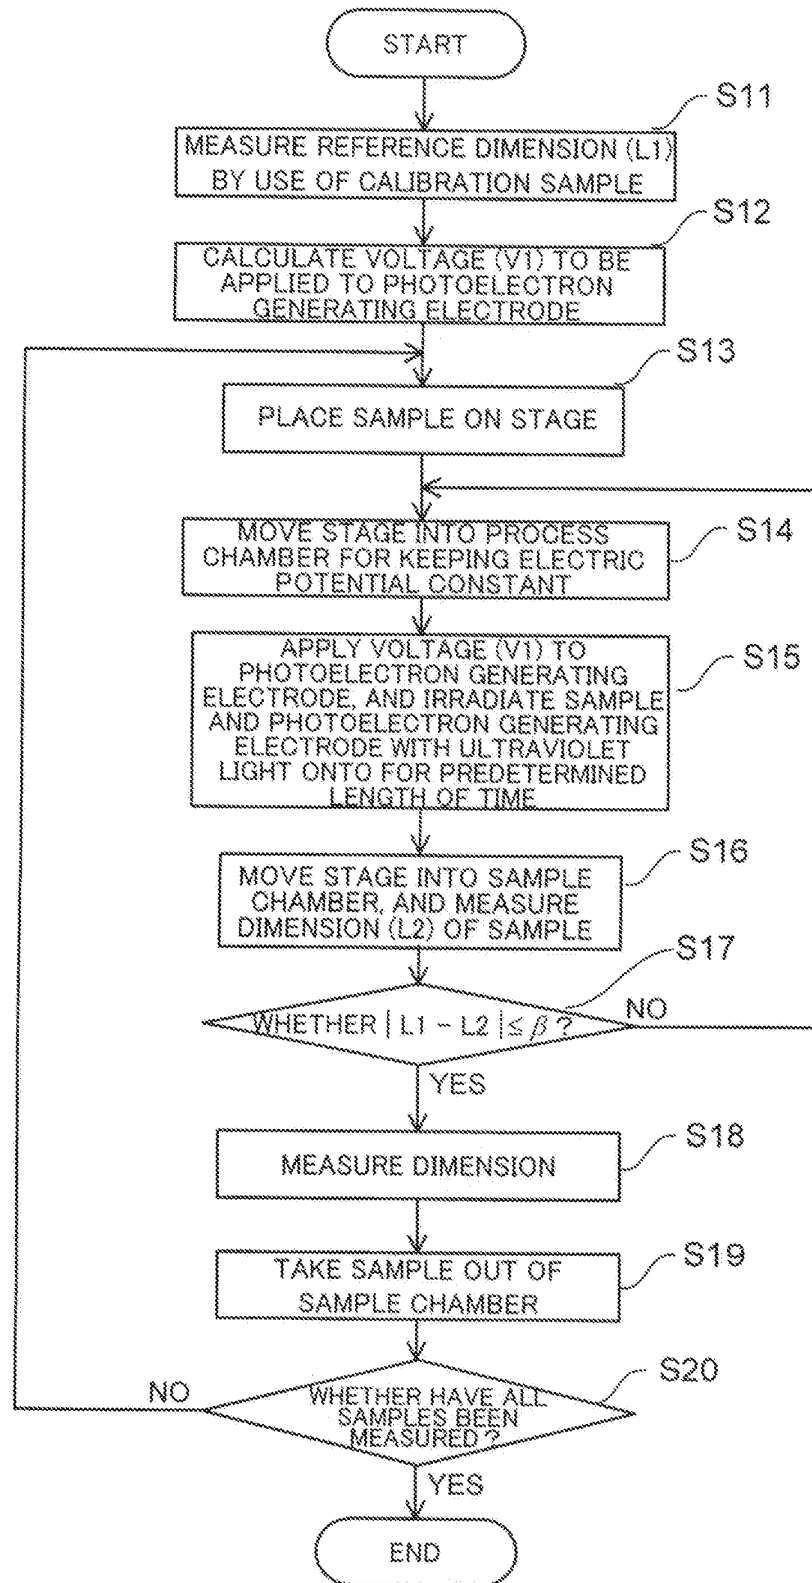 START
S11
MEASURE REFERENCE DIMENSION (L1)
BY USE OF CALIBRATION SAMPLE
S12
CALCULATE VOLTAGE (V1) TO BE
APPLIED TO PHOTOELECTRON
GENERATING ELECTRODE
S13
PLACE SAMPLE ON STAGE
S14
MOVE STAGE INTO PROCESS
CHAMBER FOR KEEPING ELECTRIC
POTENTIAL CONSTANT
S15
APPLY VOLTAGE (V1) TO
PHOTOELECTRON GENERATING
ELECTRODE, AND IRRADIATE SAMPLE
AND PHOTOELECTRON GENERATING
ELECTRODE WITH ULTRAVIOLET
LIGHT ONTO FOR PREDETERMINED
LENGTH OF TIME
S16
MOVE STAGE INTO SAMPLE
CHAMBER, AND MEASURE
DIMENSION (L2) OF SAMPLE
S17
WHETHER | L1 - L2 | ≤ β ?
NO
YES
S18
MEASURE DIMENSION
S19
TAKE SAMPLE OUT OF
SAMPLE CHAMBER
S20
NO
WHETHER HAVE ALL
SAMPLES BEEN
MEASURED ?
YES
END